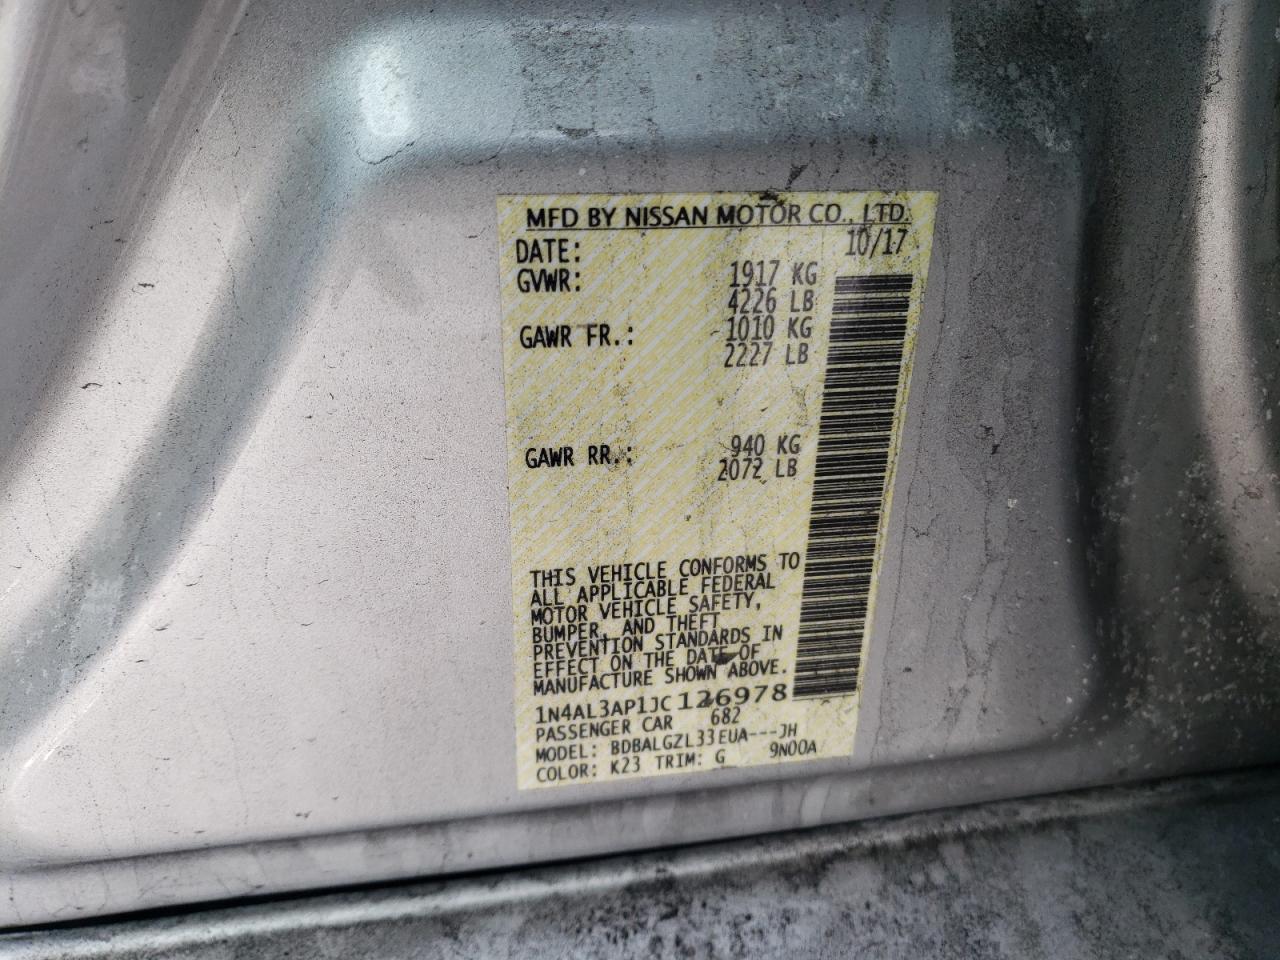 MFD BY NISSAN MOTOR CO., LTD.
DATE: 10/17
GVWR: 1917 KG
4226 LB
GAWR FR.: 1010 KG
2227 LB
GAWR RR.: 940 KG
2072 LB
THIS VEHICLE CONFORMS TO
ALL APPLICABLE FEDERAL
MOTOR VEHICLE SAFETY,
BUMPER, AND THEFT
PREVENTION STANDARDS IN
EFFECT ON THE DATE OF
MANUFACTURE SHOWN ABOVE.
1N4AL3AP1JC126978
PASSENGER CAR 682
MODEL: BDBALGZL33EUA---JH
COLOR: K23 TRIM: G 9N00A